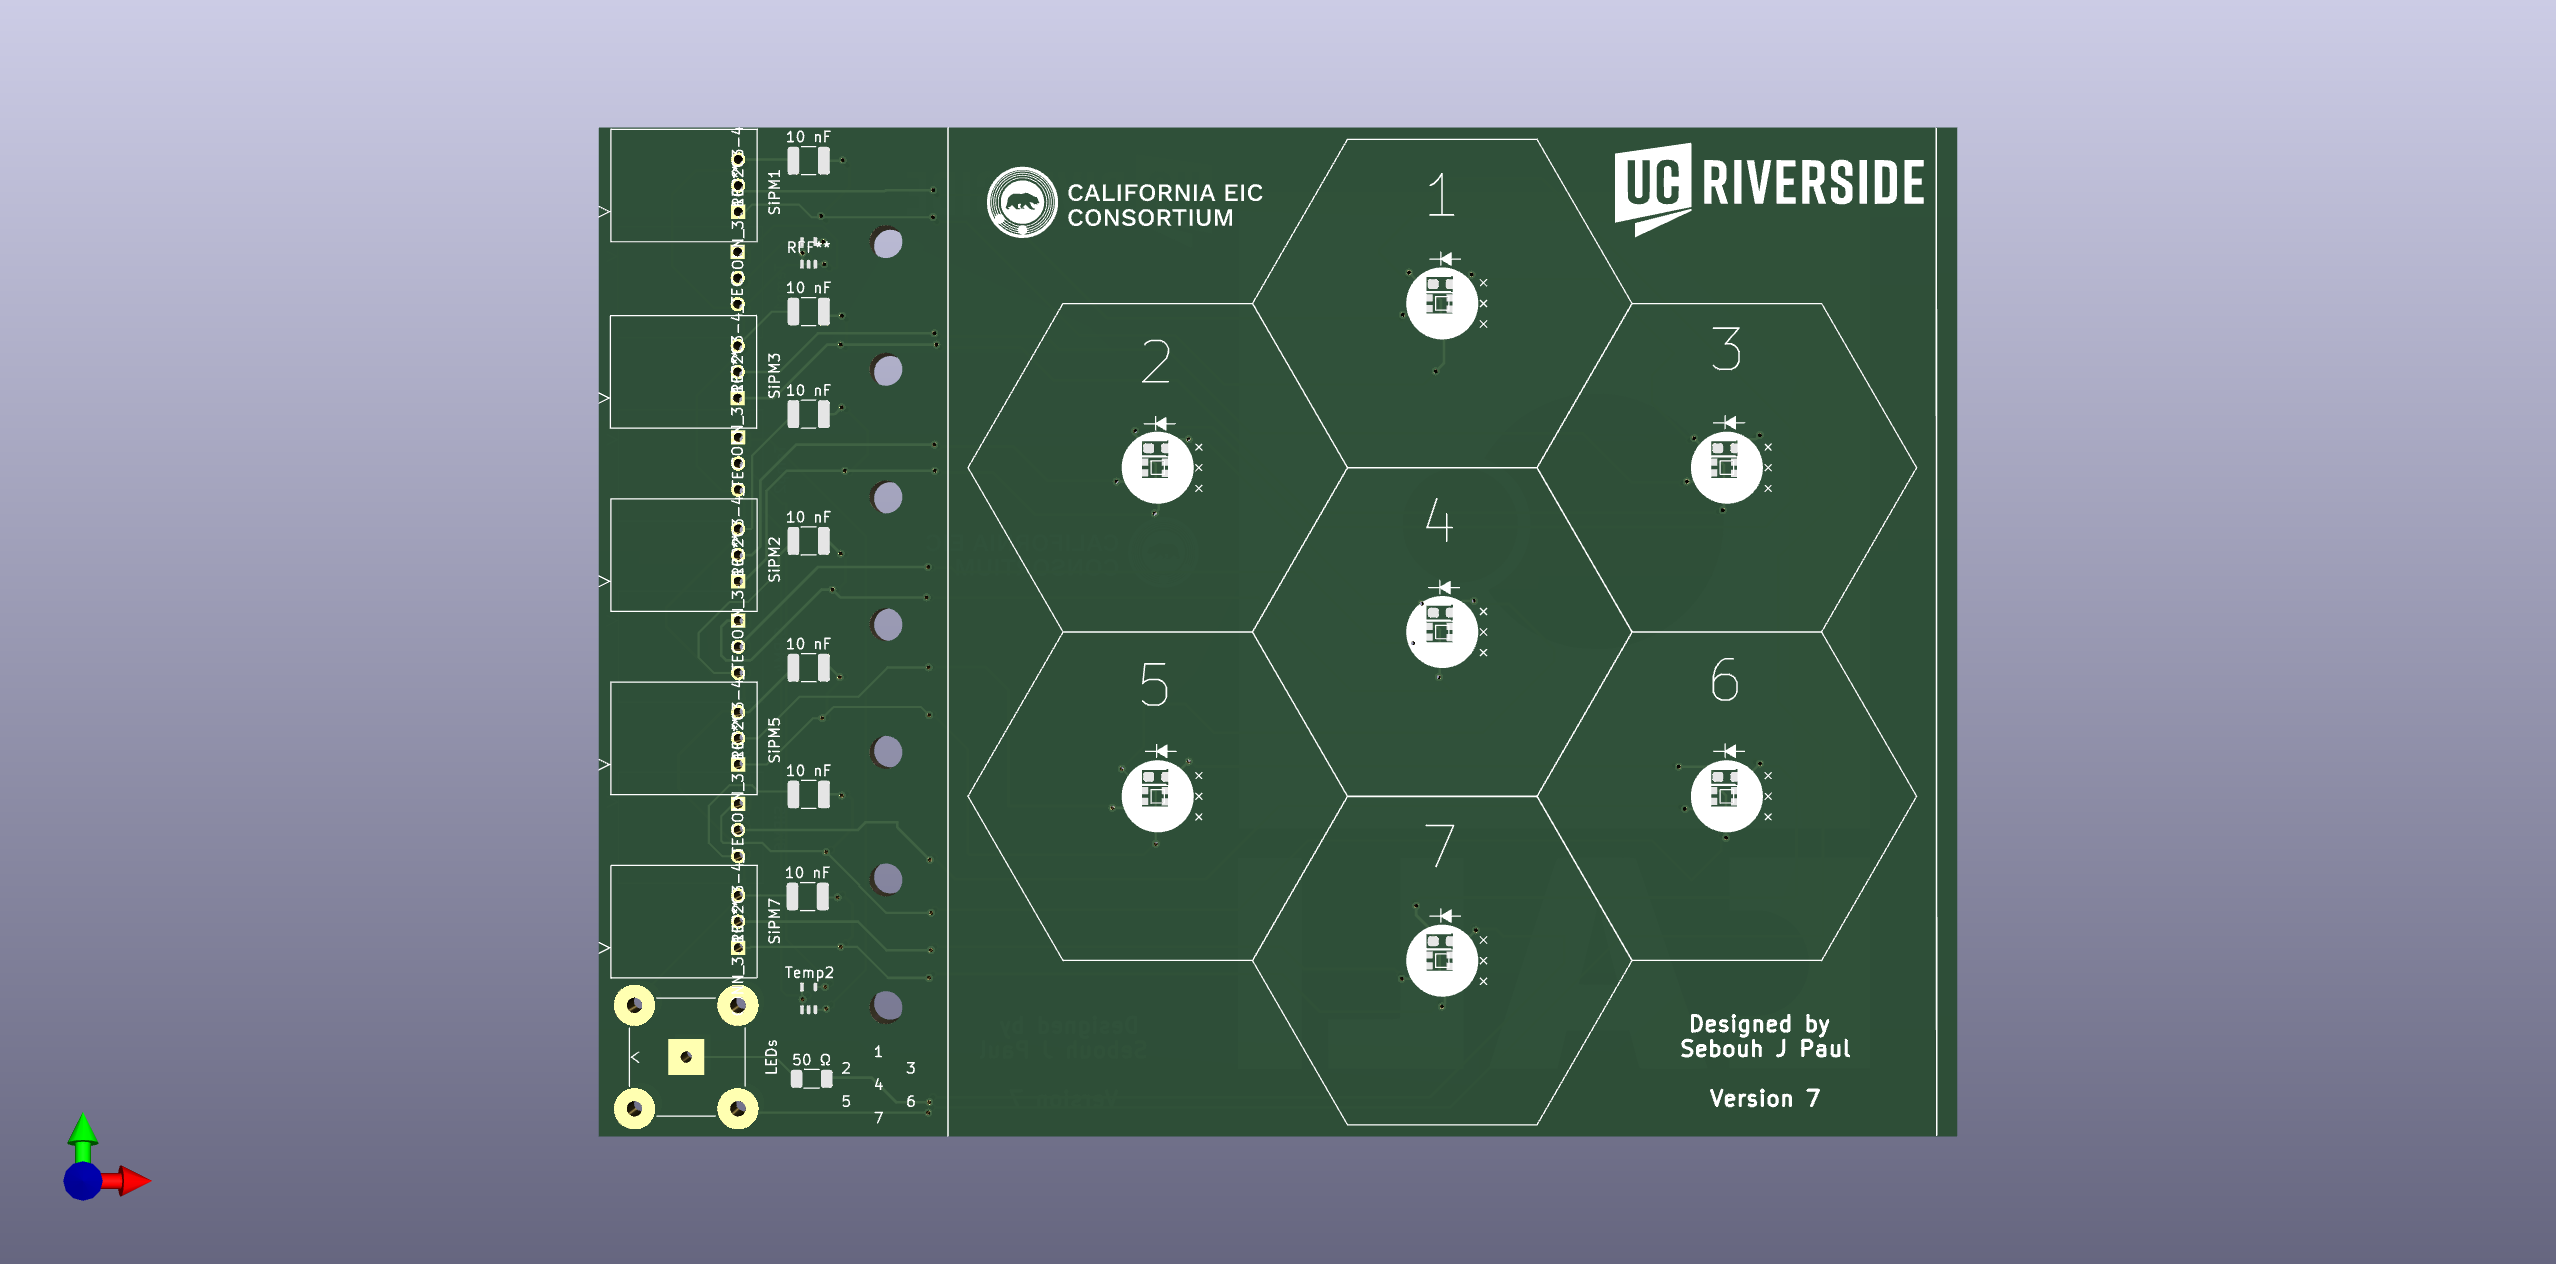 10 nF
SiPM1
10 nF
SiPM3
10 nF
10 nF
SiPM2
10 nF
SiPM5
10 nF
10 nF
SiPM7
Temp2
LEDs
50 Ω
1
2
3
4
5
6
7
CALIFORNIA EIC
CONSORTIUM
UC RIVERSIDE
1
2
3
4
5
6
7
Designed by
Sebouh J Paul
Version 7